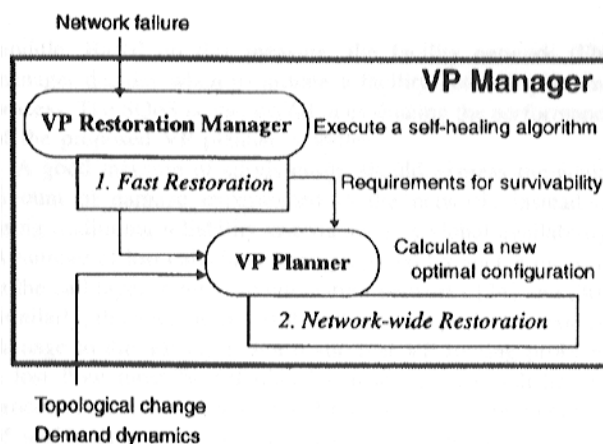 Network failure
VP Manager
VP Restoration Manager
Execute a self-healing algorithm
1. Fast Restoration
Requirements for survivability
VP Planner
Calculate a new
optimal configuration
2. Network-wide Restoration
Topological change
Demand dynamics